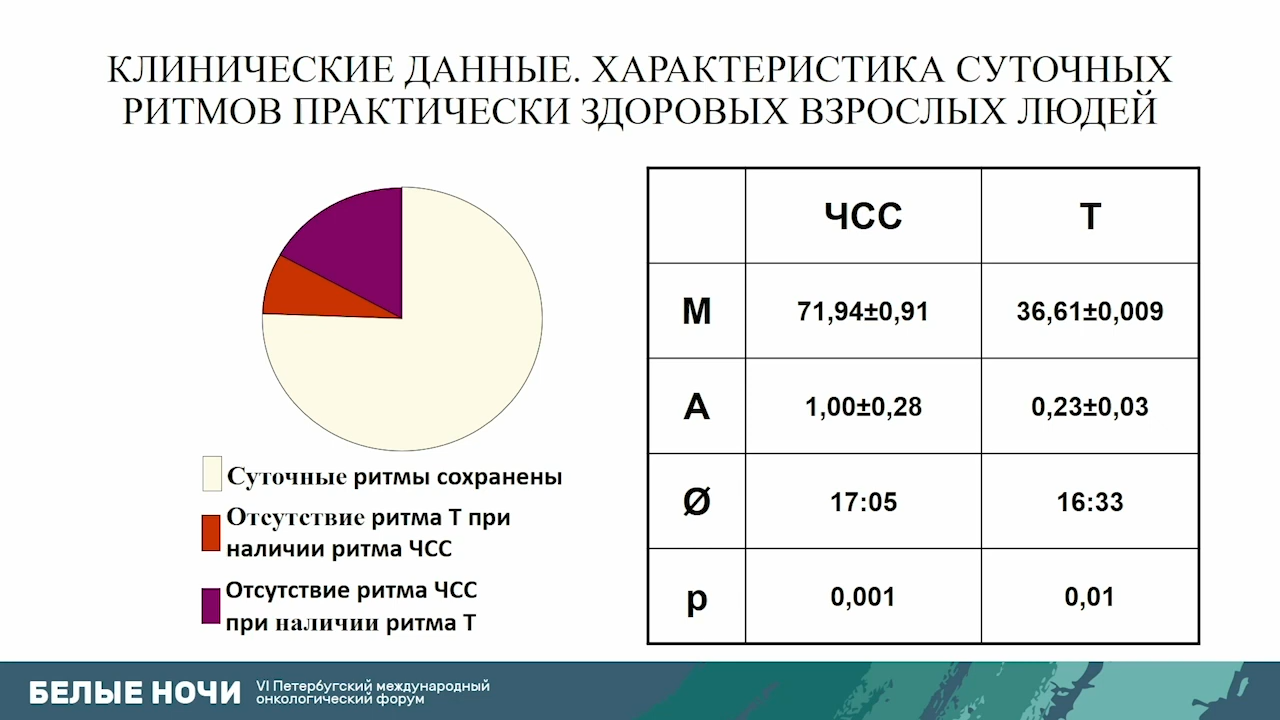 КЛИНИЧЕСКИЕ ДАННЫЕ. ХАРАКТЕРИСТИКА СУТОЧНЫХ
РИТМОВ ПРАКТИЧЕСКИ ЗДОРОВЫХ ВЗРОСЛЫХ ЛЮДЕЙ
Суточные ритмы сохранены
Отсутствие ритма Т при
наличии ритма ЧСС
Отсутствие ритма ЧСС
при наличии ритма Т
ЧСС Т
М 71,94±0,91 36,61±0,009
А 1,00±0,28 0,23±0,03
Ø 17:05 16:33
р 0,001 0,01
БЕЛЫЕ НОЧИ
VI Петербургский международный
онкологический форум